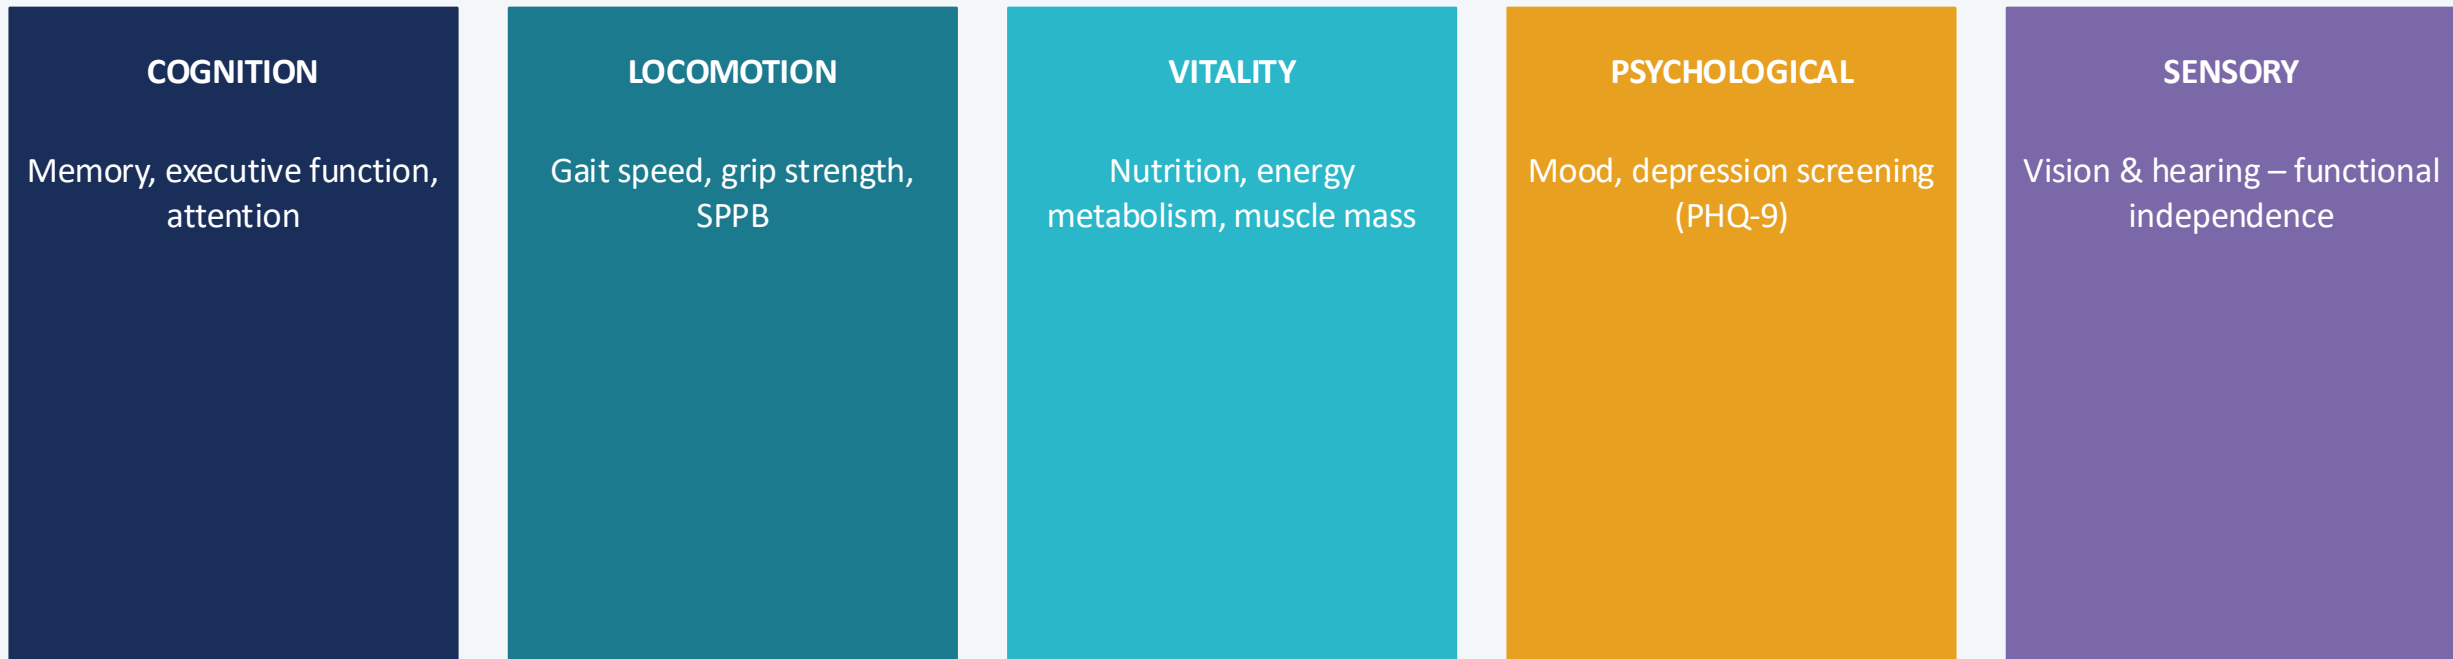 COGNITION
Memory, executive function,
attention
LOCOMOTION
Gait speed, grip strength,
SPPB
VITALITY
Nutrition, energy
metabolism, muscle mass
PSYCHOLOGICAL
Mood, depression screening
(PHQ-9)
SENSORY
Vision & hearing – functional
independence